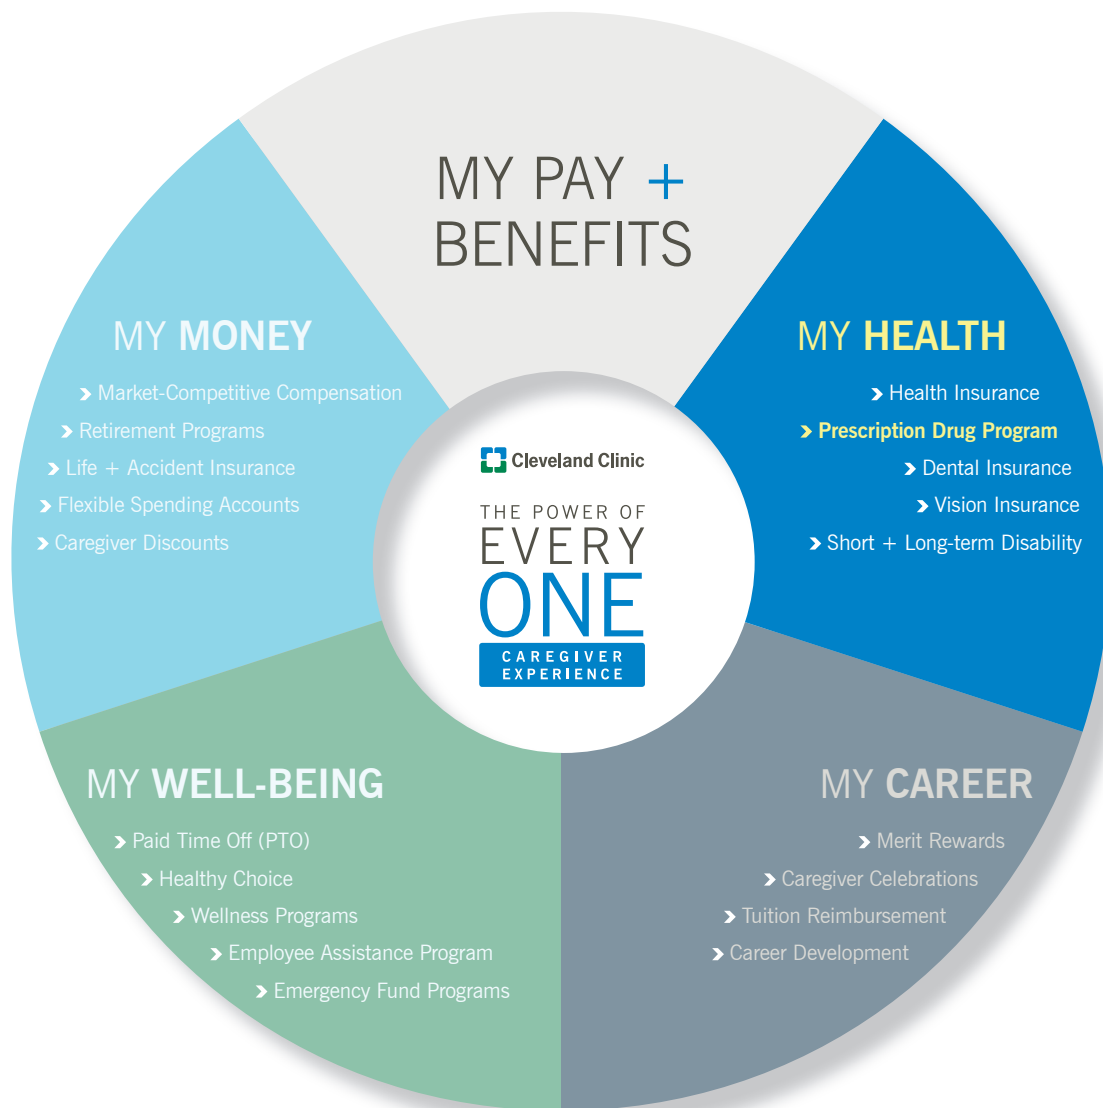 MY PAY +
BENEFITS
MY MONEY
› Market-Competitive Compensation
› Retirement Programs
› Life + Accident Insurance
› Flexible Spending Accounts
› Caregiver Discounts
MY HEALTH
› Health Insurance
› Prescription Drug Program
› Dental Insurance
› Vision Insurance
› Short + Long-term Disability
Cleveland Clinic
THE POWER OF
EVERY
ONE
CAREGIVER
EXPERIENCE
MY WELL-BEING
› Paid Time Off (PTO)
› Healthy Choice
› Wellness Programs
› Employee Assistance Program
› Emergency Fund Programs
MY CAREER
› Merit Rewards
› Caregiver Celebrations
› Tuition Reimbursement
› Career Development